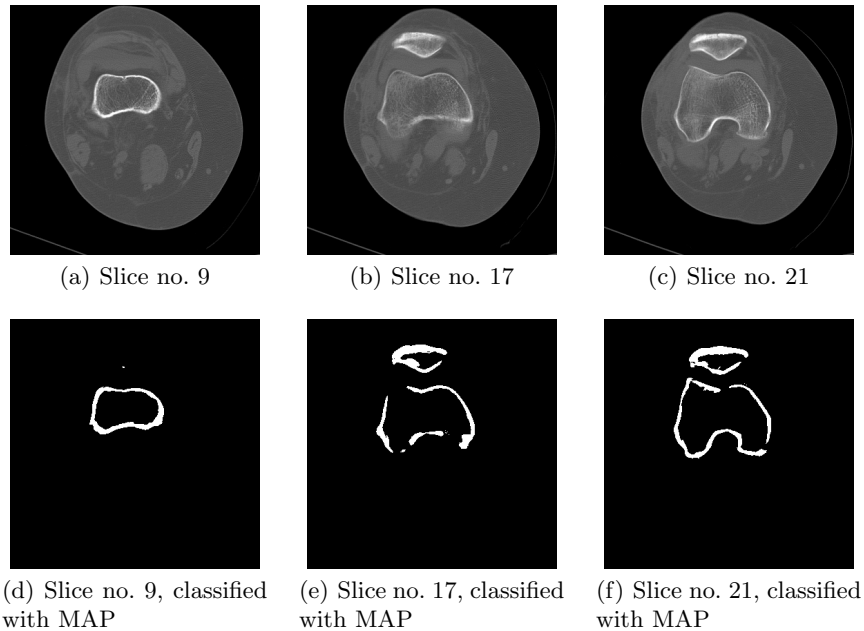 (a) Slice no. 9
(b) Slice no. 17
(c) Slice no. 21
(d) Slice no. 9, classified
with MAP
(e) Slice no. 17, classified
with MAP
(f) Slice no. 21, classified
with MAP